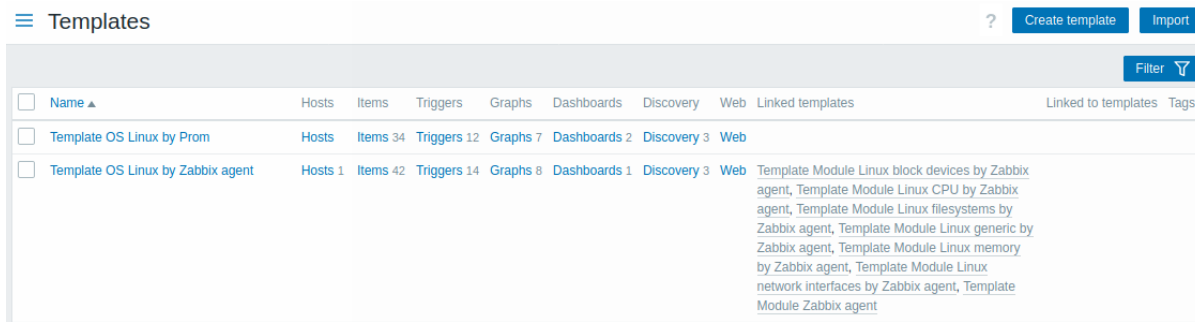 Templates
? Create template Import
Filter
Name Hosts Items Triggers Graphs Dashboards Discovery Web Linked templates Linked to templates Tags
Template OS Linux by Prom Hosts Items 34 Triggers 12 Graphs 7 Dashboards 2 Discovery 3 Web
Template OS Linux by Zabbix agent Hosts 1 Items 42 Triggers 14 Graphs 8 Dashboards 1 Discovery 3 Web Template Module Linux block devices by Zabbix
agent, Template Module Linux CPU by Zabbix
agent, Template Module Linux filesystems by
Zabbix agent, Template Module Linux generic by
Zabbix agent, Template Module Linux memory
by Zabbix agent, Template Module Linux
network interfaces by Zabbix agent, Template
Module Zabbix agent